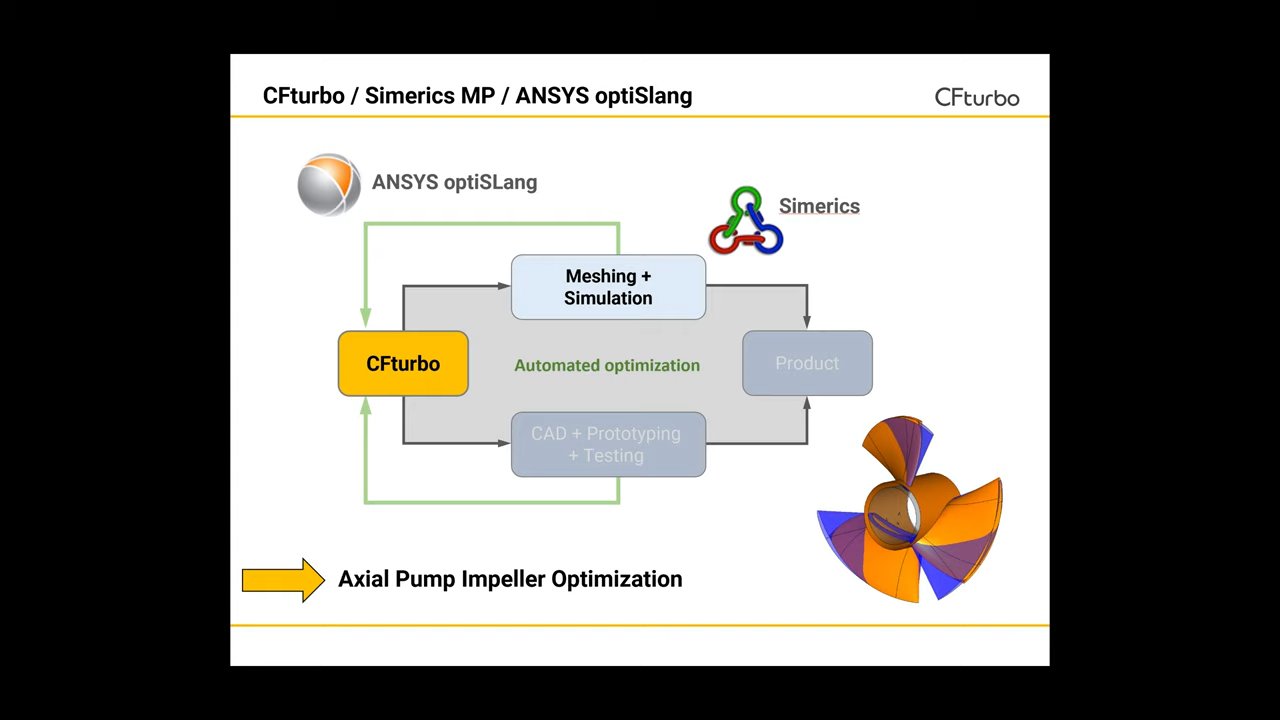 CFturbo / Simerics MP / ANSYS optiSlang
CFturbo
ANSYS optiSLang
Simerics
Meshing +
Simulation
CFturbo
Automated optimization
Product
CAD + Prototyping
+ Testing
Axial Pump Impeller Optimization